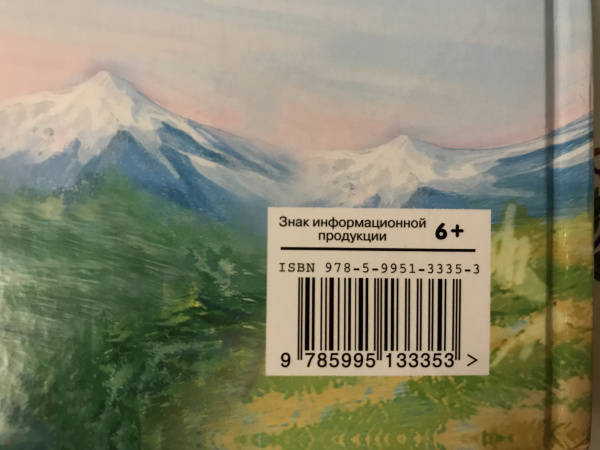 Знак информационной
продукции 6+
ISBN 978-5-9951-3335-3
9 785995 133353 >